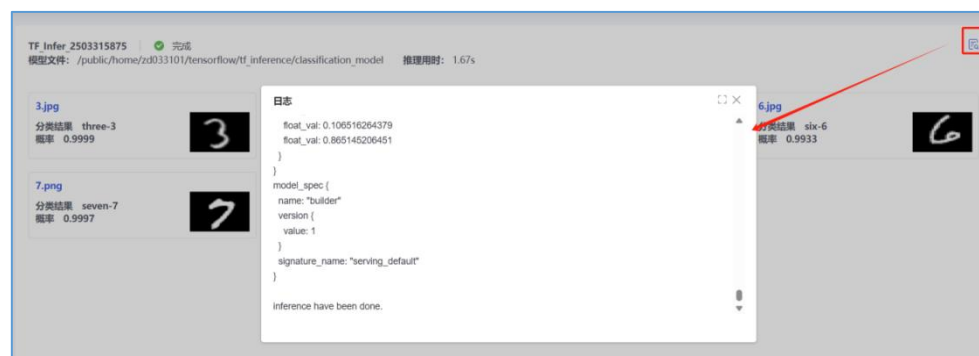 TF_Infer_2503315875 完成
模型文件: /public/home/zd033101/tensorflow/tf_inference/classification_model 推理用时: 1.67s
3.jpg
分类结果 three-3
概率 0.9999
3
7.png
分类结果 seven-7
概率 0.9997
7
日志
float_val: 0.106516264379
float_val: 0.865145206451
}
}
model_spec {
name: "builder"
version {
value: 1
}
signature_name: "serving_default"
}
inference have been done.
6.jpg
分类结果 six-6
概率 0.9933
6